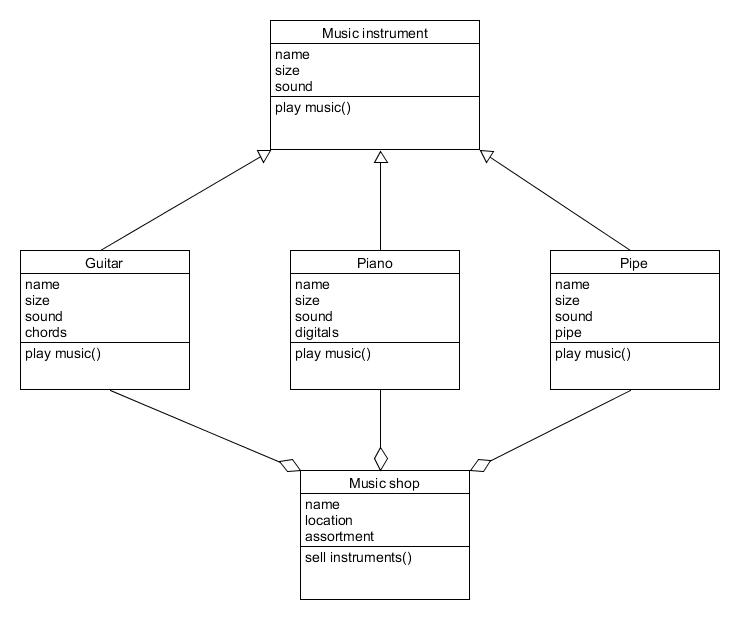 Music instrument
name
size
sound
play music()
Guitar
name
size
sound
chords
play music()
Piano
name
size
sound
digitals
play music()
Pipe
name
size
sound
pipe
play music()
Music shop
name
location
assortment
sell instruments()